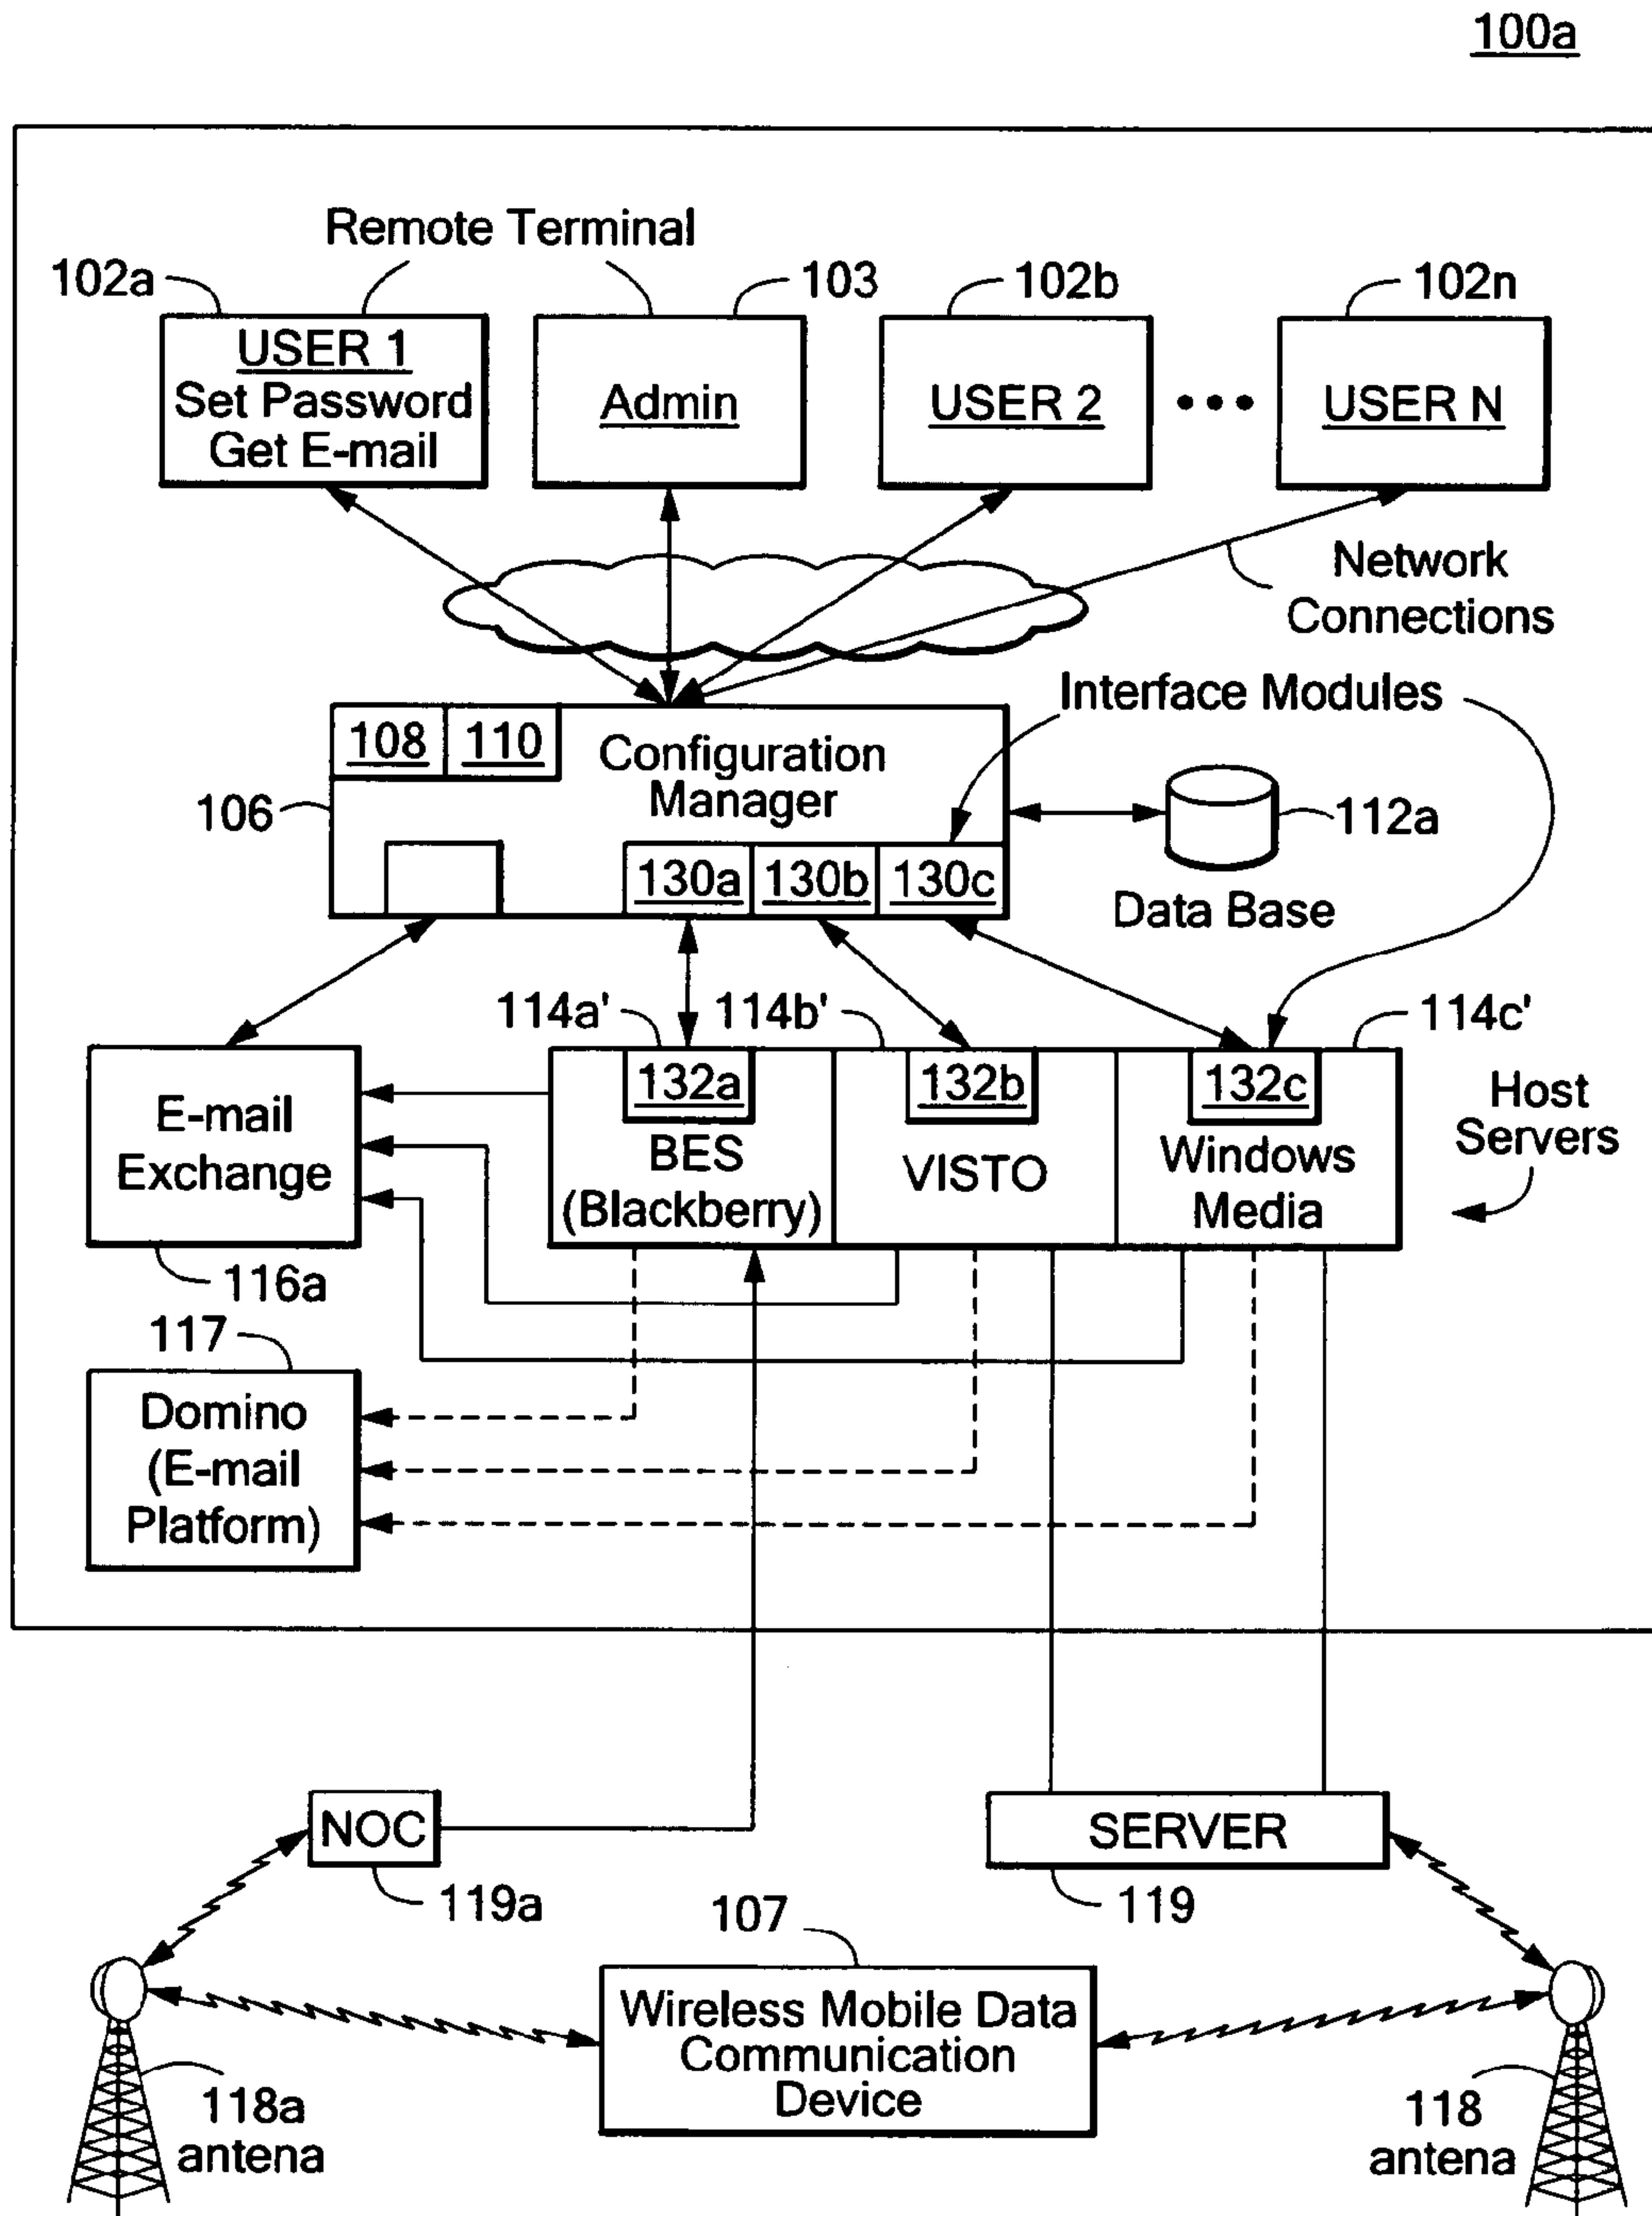 100a
Remote Terminal
102a
103
102b
102n
USER 1
Set Password
Get E-mail
Admin
USER 2
•••
USER N
Network
Connections
Interface Modules
108
110
Configuration
Manager
106
112a
130a
130b
130c
Data Base
114a'
114b'
114c'
132a
132b
132c
E-mail
Exchange
BES
(Blackberry)
VISTO
Windows
Media
Host
Servers
116a
117
Domino
(E-mail
Platform)
NOC
SERVER
119a
119
107
Wireless Mobile Data
Communication
Device
118a
antena
118
antena